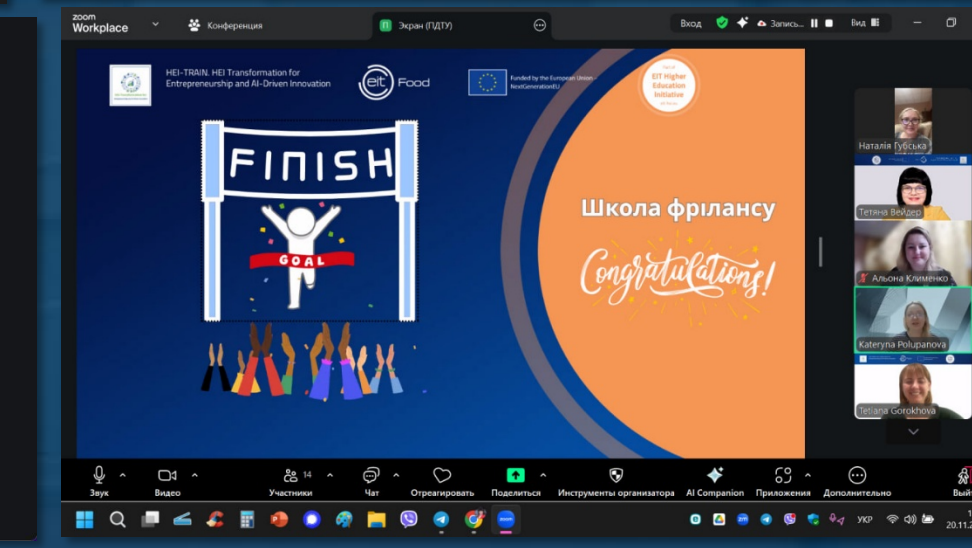 zoom
Workplace
Конференция
П Экран (ПДТУ)
Вход
Запись...
Вид
HEI-TRAIN. HEI Transformation for
Entrepreneurship and AI-Driven Innovation
eit Food
Funded by the European Union
NextGenerationEU
EIT Higher
Education
Initiative
FINISH
GOAL
Школа фрілансу
Congratulations!
Наталія Губська
Тетяна Вейдер
Альона Клименко
Kateryna Polupanova
Tetiana Gorokhova
Звук
Видео
14
Участники
Чат
Отреагировать
Поделиться
Инструменты организатора
AI Companion
Приложения
Дополнительно
УКР